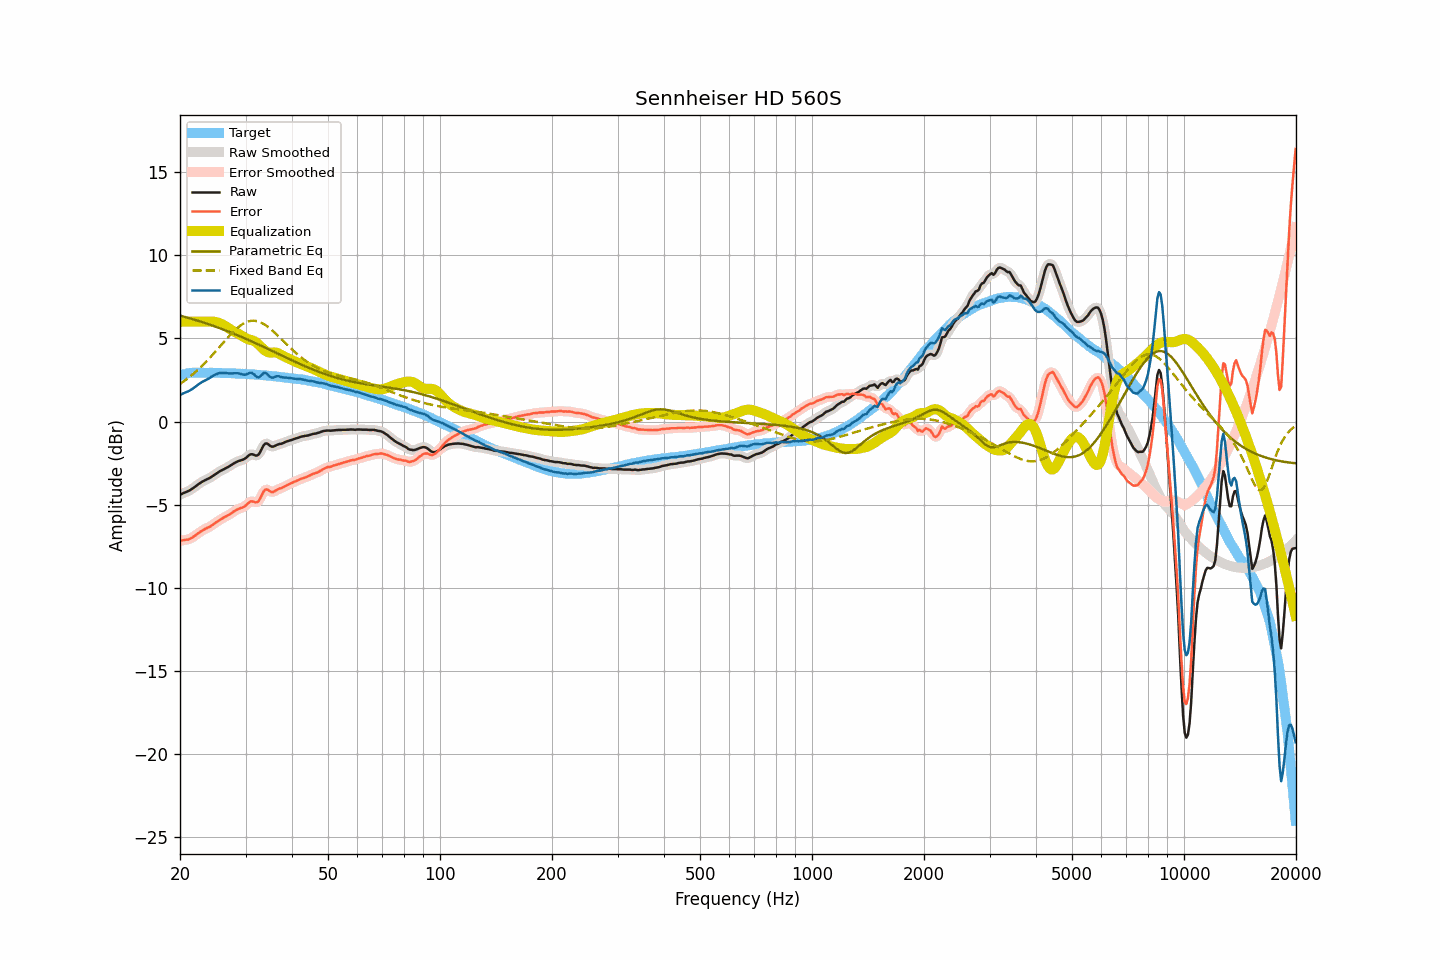 Sennheiser HD 560S
Target
Raw Smoothed
Error Smoothed
Raw
Error
Equalization
Parametric Eq
Fixed Band Eq
Equalized
Amplitude (dBr)
15
10
5
0
−5
−10
−15
−20
−25
20 50 100 200 500 1000 2000 5000 10000 20000
Frequency (Hz)